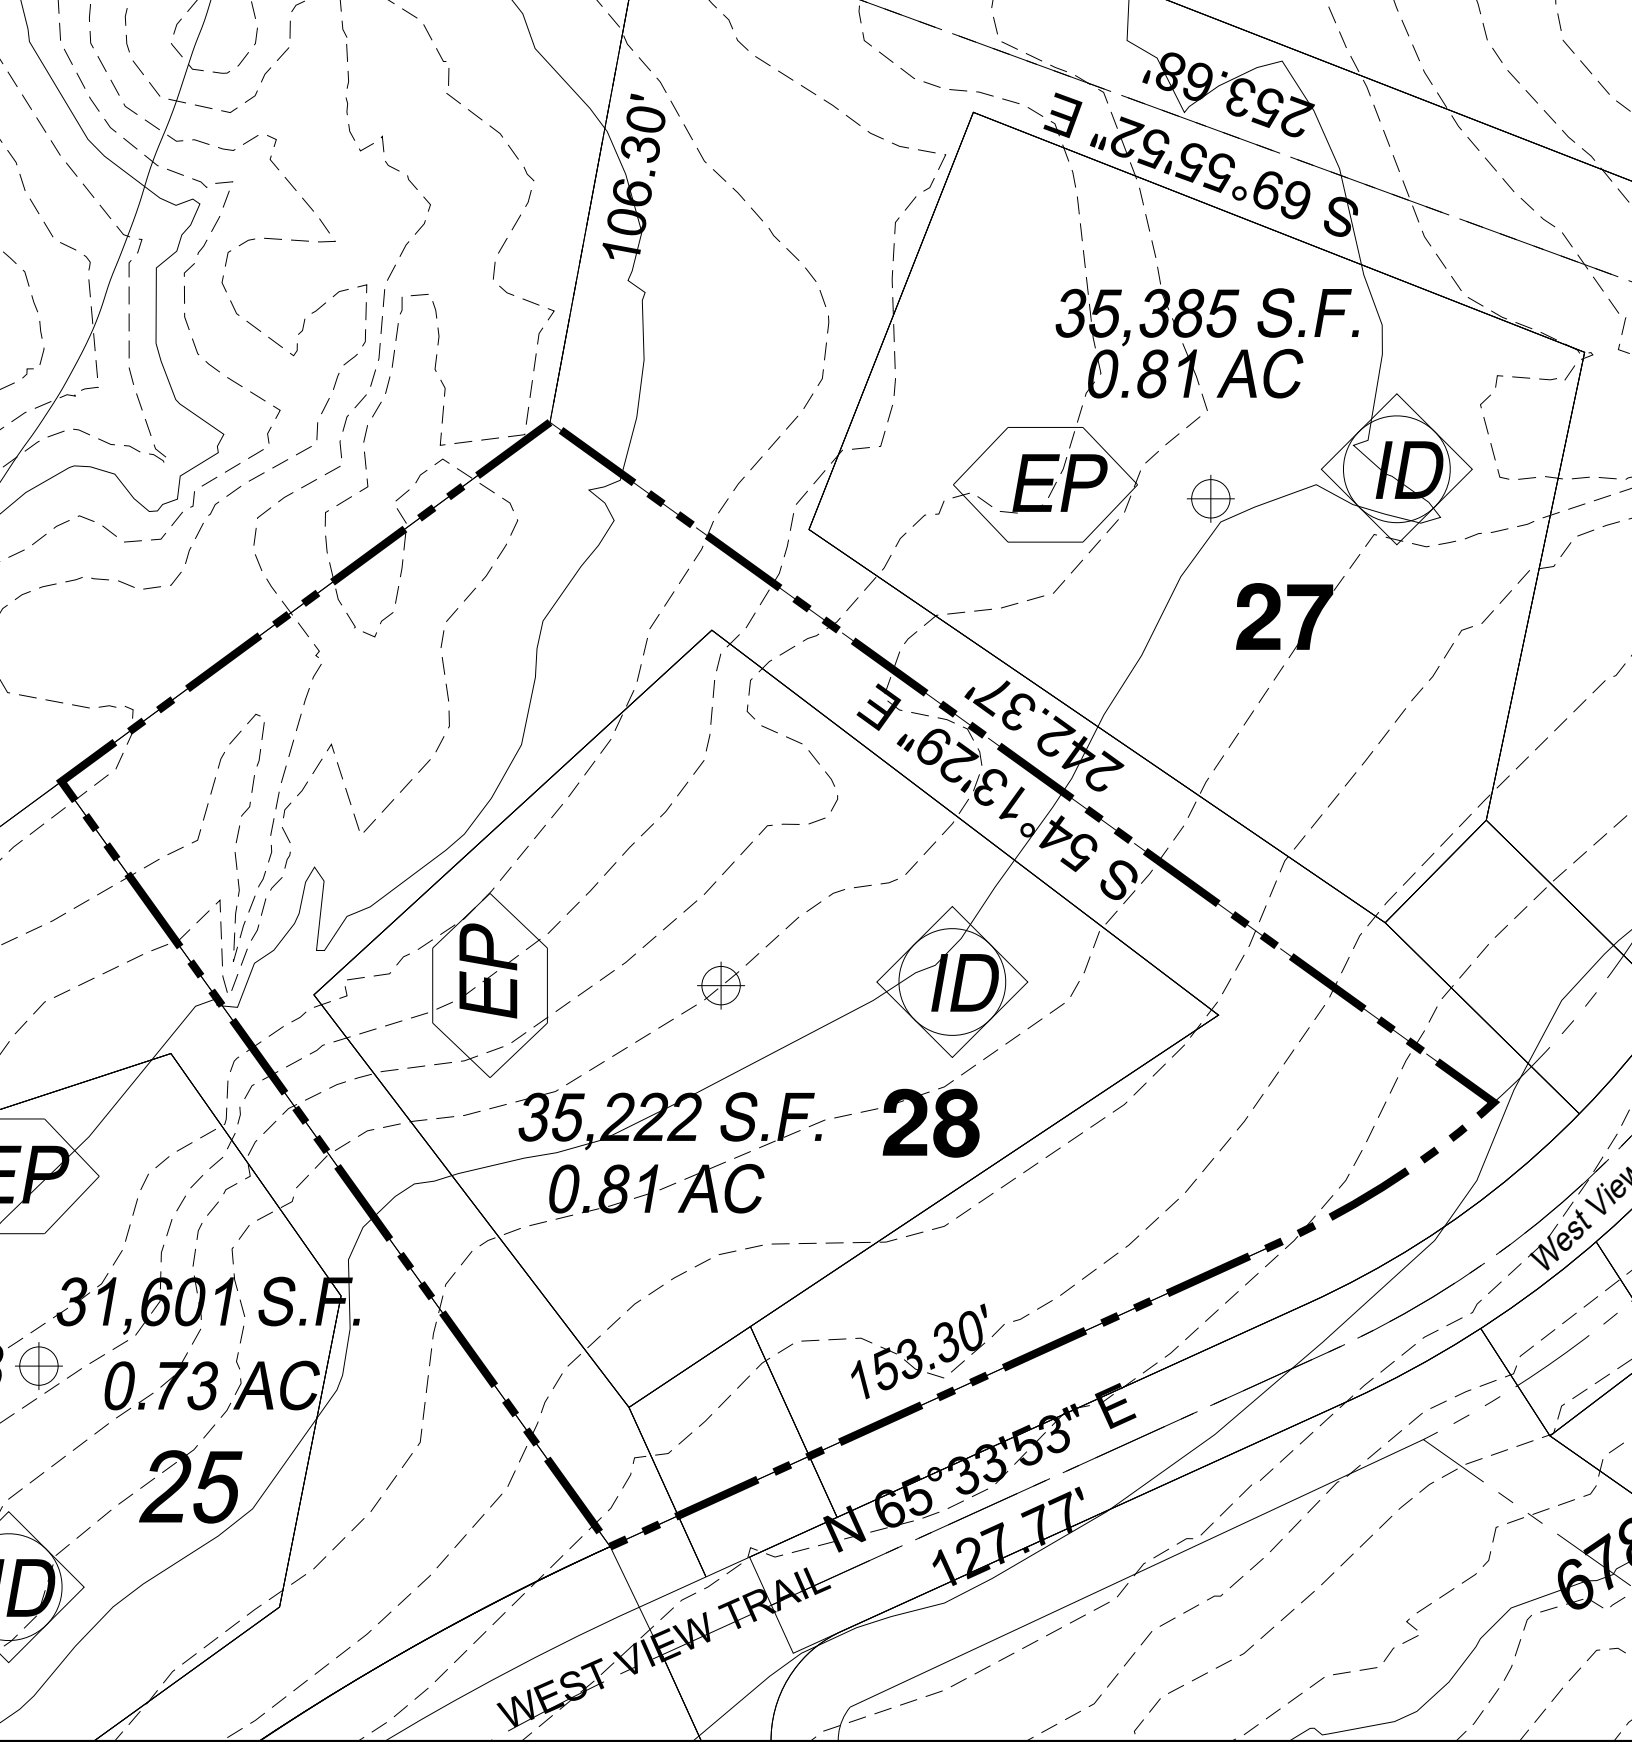 253.68'
S 69°55'52" E
106.30'
35,385 S.F.
0.81 AC
EP
ID
27
242.37'
S 54°13'29" E
EP
ID
35,222 S.F.
0.81 AC
28
EP
31,601 S.F.
0.73 AC
25
ID
153.30'
N 65°33'53" E
127.77'
WEST VIEW TRAIL
West View
678